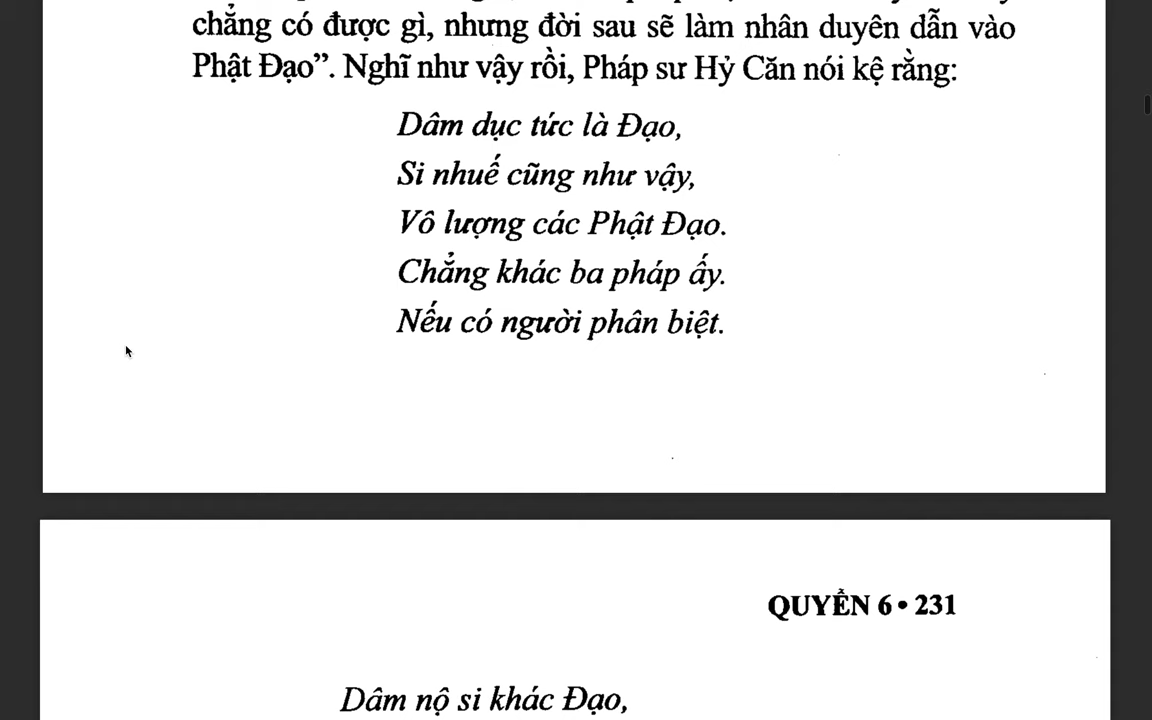 chẳng có được gì, nhưng đời sau sẽ làm nhân duyên dẫn vào
Phật Đạo”. Nghĩ như vậy rồi, Pháp sư Hỷ Căn nói kệ rằng:
Dâm dục tức là Đạo,
Si nhuế cũng như vậy,
Vô lượng các Phật Đạo.
Chẳng khác ba pháp ấy.
Nếu có người phân biệt.
QUYỂN 6 • 231
Dâm nộ si khác Đạo,